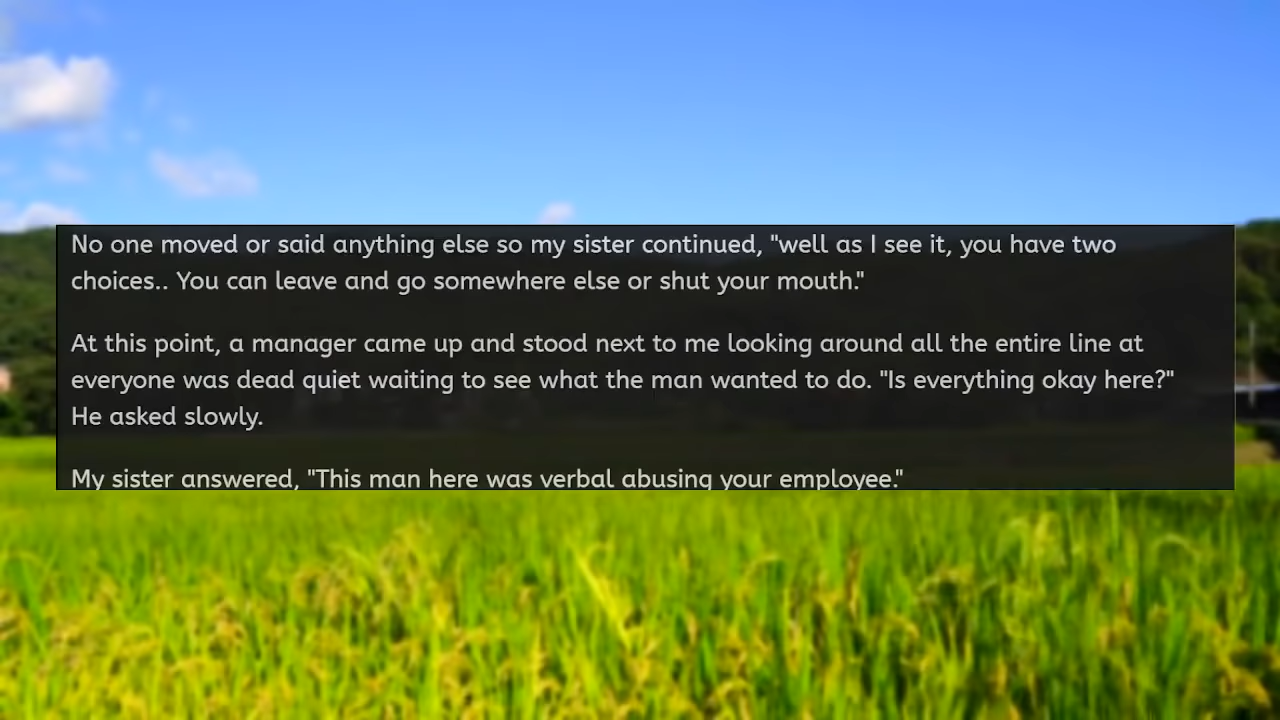 No one moved or said anything else so my sister continued, "well as I see it, you have two
choices.. You can leave and go somewhere else or shut your mouth."
At this point, a manager came up and stood next to me looking around all the entire line at
everyone was dead quiet waiting to see what the man wanted to do. "Is everything okay here?"
He asked slowly.
My sister answered, "This man here was verbal abusing your employee."